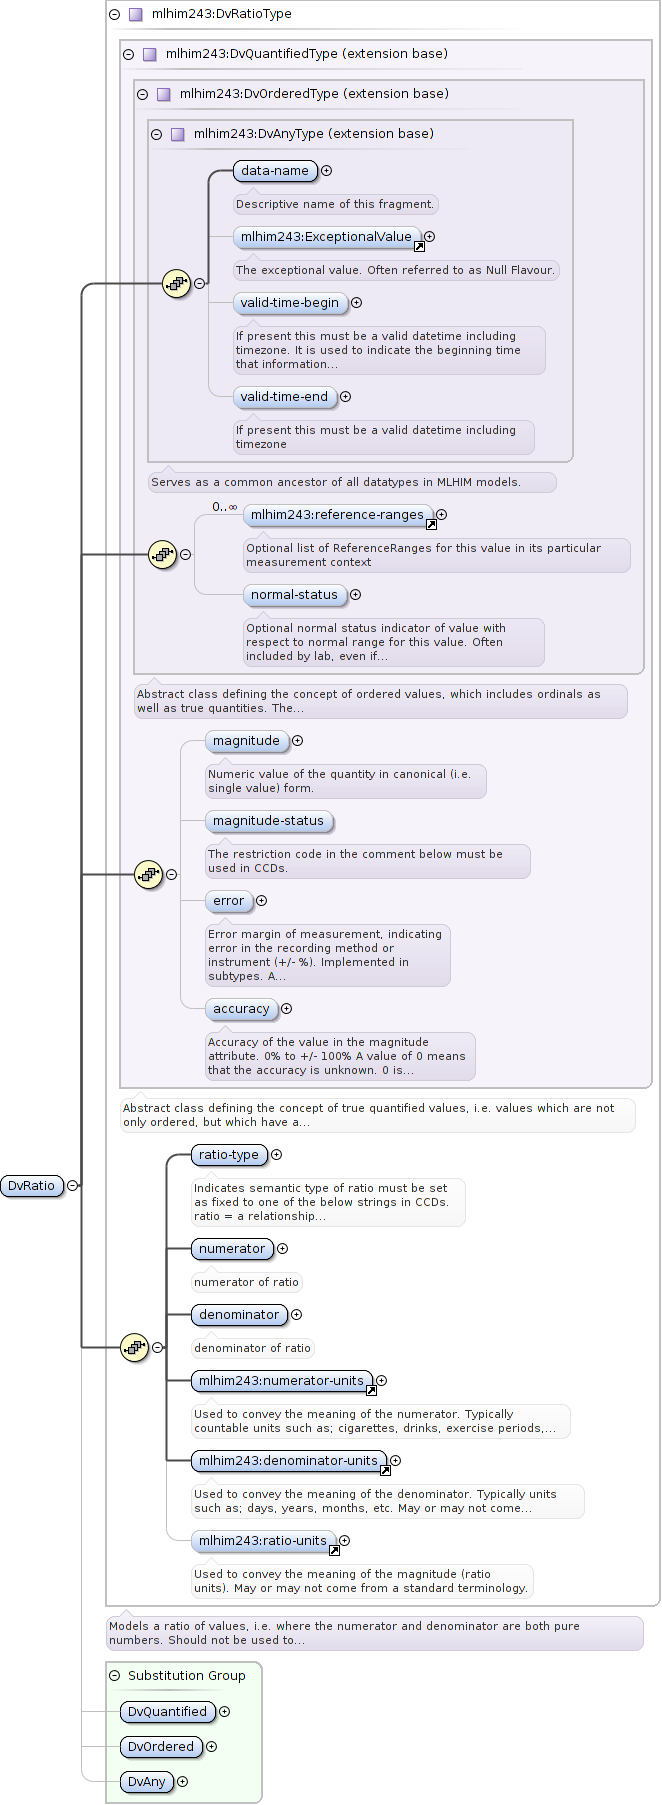 mlhim243:DvRatioType
mlhim243:DvQuantifiedType (extension base)
mlhim243:DvOrderedType (extension base)
mlhim243:DvAnyType (extension base)
data-name
Descriptive name of this fragment.
mlhim243:ExceptionalValue
The exceptional value. Often referred to as Null Flavour.
valid-time-begin
If present this must be a valid datetime including
timezone. It is used to indicate the beginning time
that information...
valid-time-end
If present this must be a valid datetime including
timezone
Serves as a common ancestor of all datatypes in MLHIM models.
0..∞
mlhim243:reference-ranges
Optional list of ReferenceRanges for this value in its particular
measurement context
normal-status
Optional normal status indicator of value with
respect to normal range for this value. Often
included by lab, even if...
Abstract class defining the concept of ordered values, which includes ordinals as
well as true quantities. The...
magnitude
Numeric value of the quantity in canonical (i.e.
single value) form.
magnitude-status
The restriction code in the comment below must be
used in CCDs.
error
Error margin of measurement, indicating
error in the recording method or
instrument (+/- %). Implemented in
subtypes. A...
accuracy
Accuracy of the value in the magnitude
attribute. 0% to +/- 100% A value of 0 means
that the accuracy is unknown. 0 is...
Abstract class defining the concept of true quantified values, i.e. values which are not
only ordered, but which have a...
DvRatio
ratio-type
Indicates semantic type of ratio must be set
as fixed to one of the below strings in CCDs.
ratio = a relationship...
numerator
numerator of ratio
denominator
denominator of ratio
mlhim243:numerator-units
Used to convey the meaning of the numerator. Typically
countable units such as; cigarettes, drinks, exercise periods,...
mlhim243:denominator-units
Used to convey the meaning of the denominator. Typically units
such as; days, years, months, etc. May or may not come...
mlhim243:ratio-units
Used to convey the meaning of the magnitude (ratio
units). May or may not come from a standard terminology.
Models a ratio of values, i.e. where the numerator and denominator are both pure
numbers. Should not be used to...
Substitution Group
DvQuantified
DvOrdered
DvAny